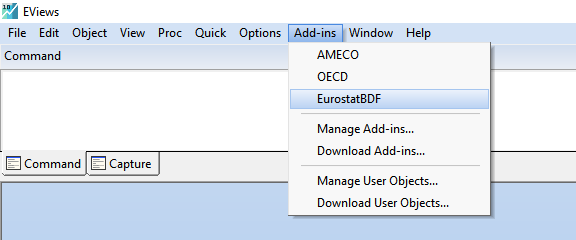 10 EViews
File Edit Object View Proc Quick Options Add-ins Window Help
Command
AMECO
OECD
EurostatBDF
Manage Add-ins...
Download Add-ins...
Command Capture
Manage User Objects...
Download User Objects...